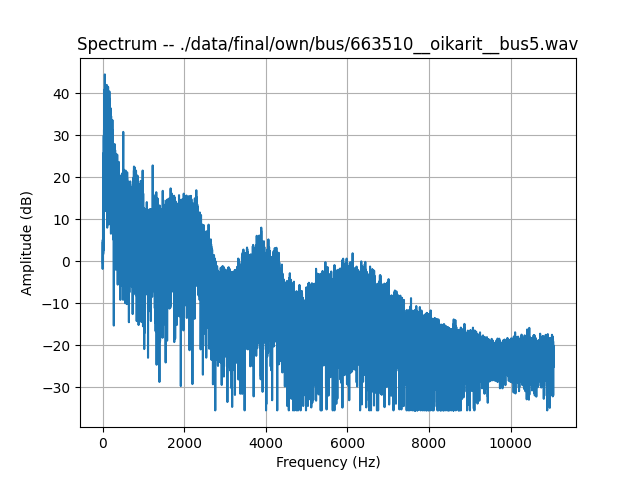 Spectrum -- ./data/final/own/bus/663510__oikarit__bus5.wav
Amplitude (dB)
40
30
20
10
0
−10
−20
−30
0 2000 4000 6000 8000 10000
Frequency (Hz)